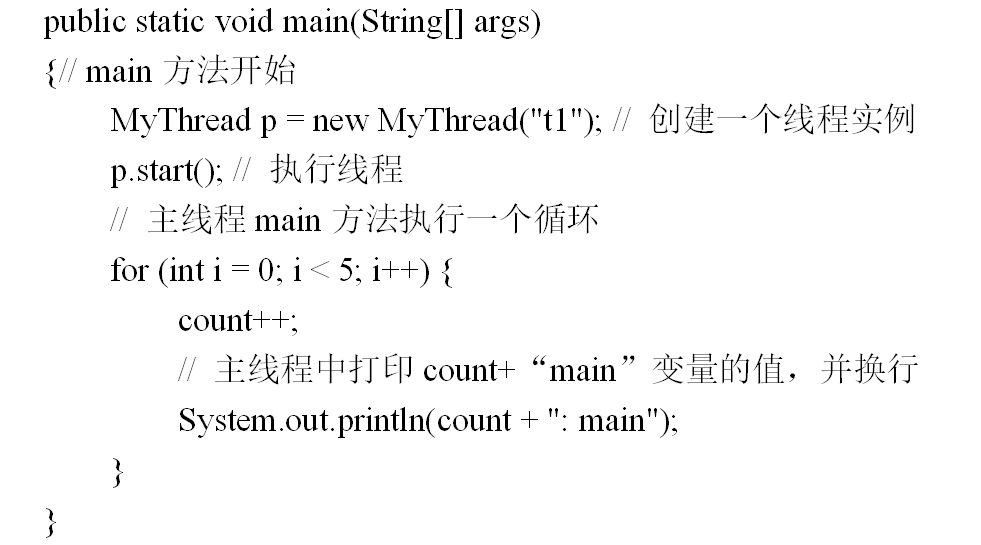 public static void main(String[] args)
{// main 方法开始
MyThread p = new MyThread("t1"); // 创建一个线程实例
p.start(); // 执行线程
// 主线程 main 方法执行一个循环
for (int i = 0; i < 5; i++) {
count++;
// 主线程中打印 count+“main”变量的值，并换行
System.out.println(count + ": main");
}
}